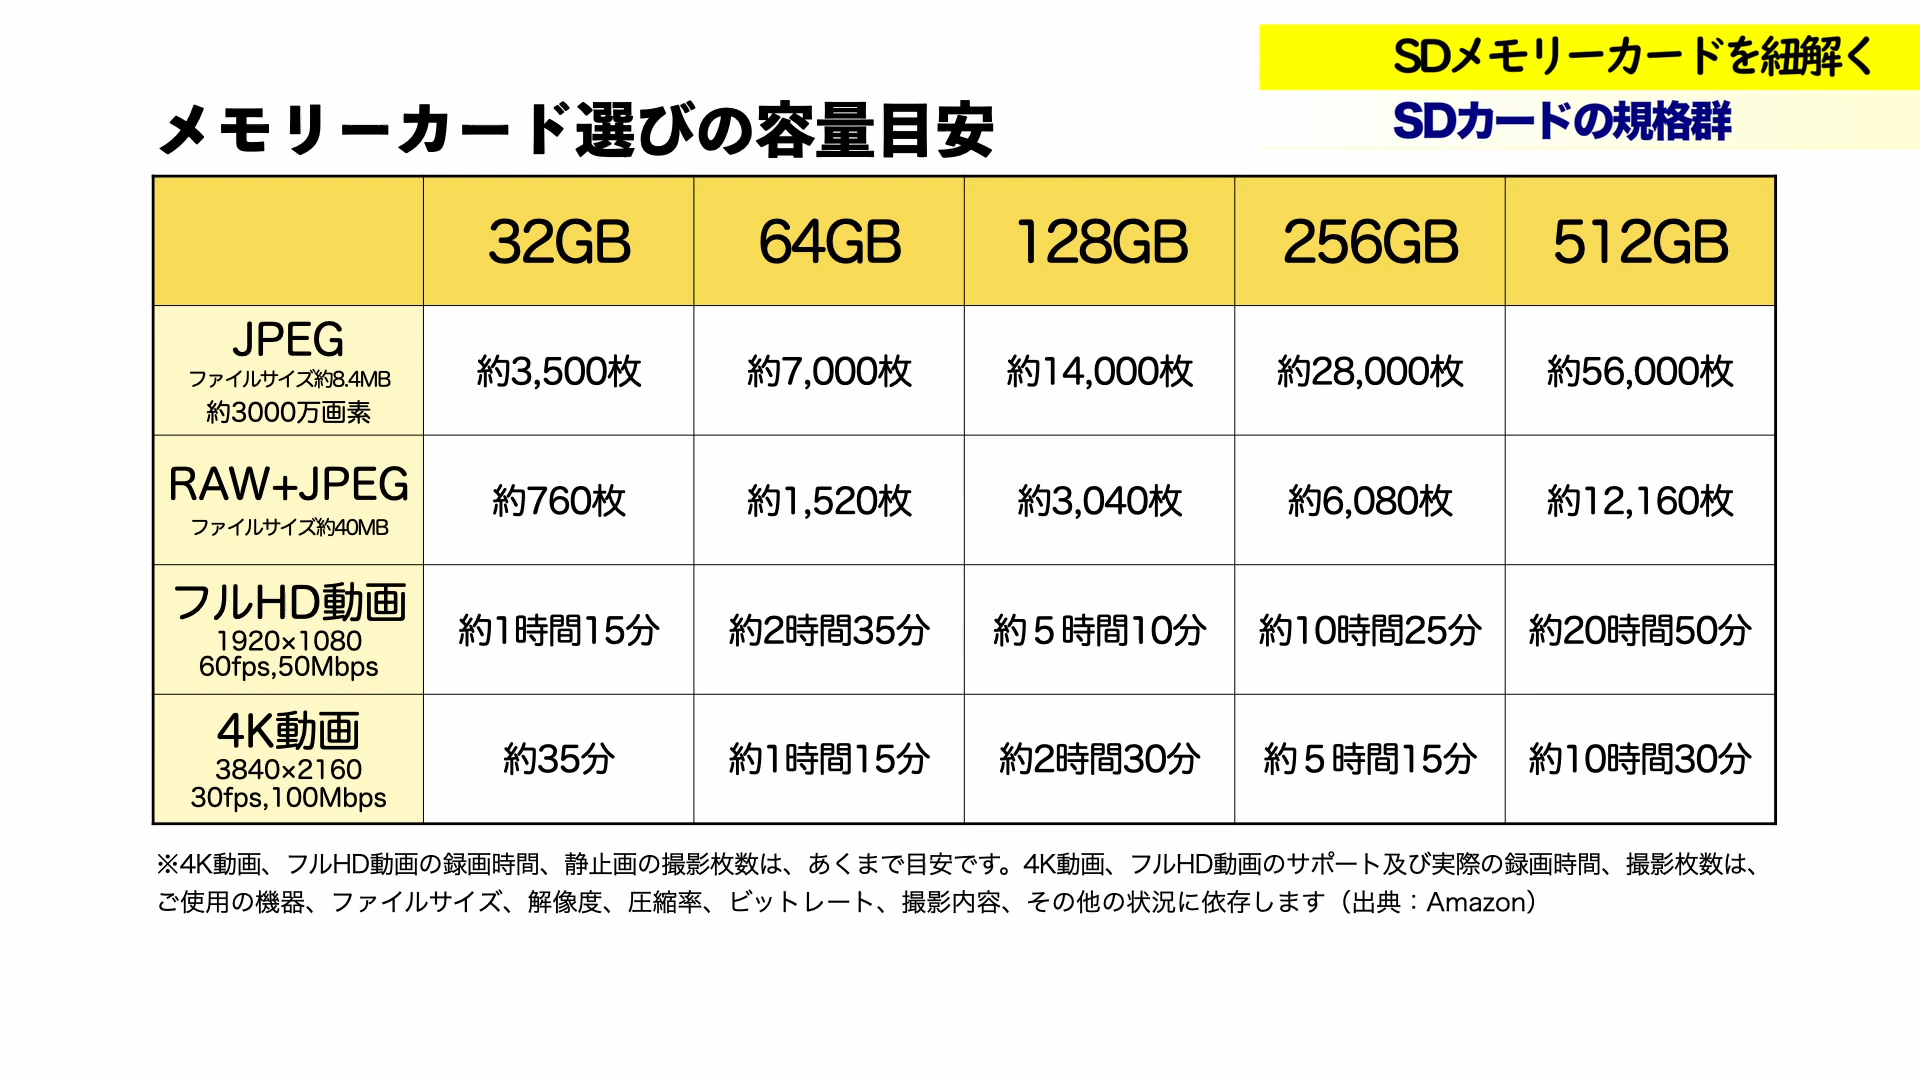 SDメモリーカードを紐解く
SDカードの規格群
メモリーカード選びの容量目安
32GB 64GB 128GB 256GB 512GB
JPEG
ファイルサイズ約8.4MB
約3000万画素
約3,500枚 約7,000枚 約14,000枚 約28,000枚 約56,000枚
RAW+JPEG
ファイルサイズ約40MB
約760枚 約1,520枚 約3,040枚 約6,080枚 約12,160枚
フルHD動画
1920×1080
60fps,50Mbps
約1時間15分 約2時間35分 約５時間10分 約10時間25分 約20時間50分
4K動画
3840×2160
30fps,100Mbps
約35分 約1時間15分 約2時間30分 約５時間15分 約10時間30分
※4K動画、フルHD動画の録画時間、静止画の撮影枚数は、あくまで目安です。4K動画、フルHD動画のサポート及び実際の録画時間、撮影枚数は、
ご使用の機器、ファイルサイズ、解像度、圧縮率、ビットレート、撮影内容、その他の状況に依存します（出典：Amazon）